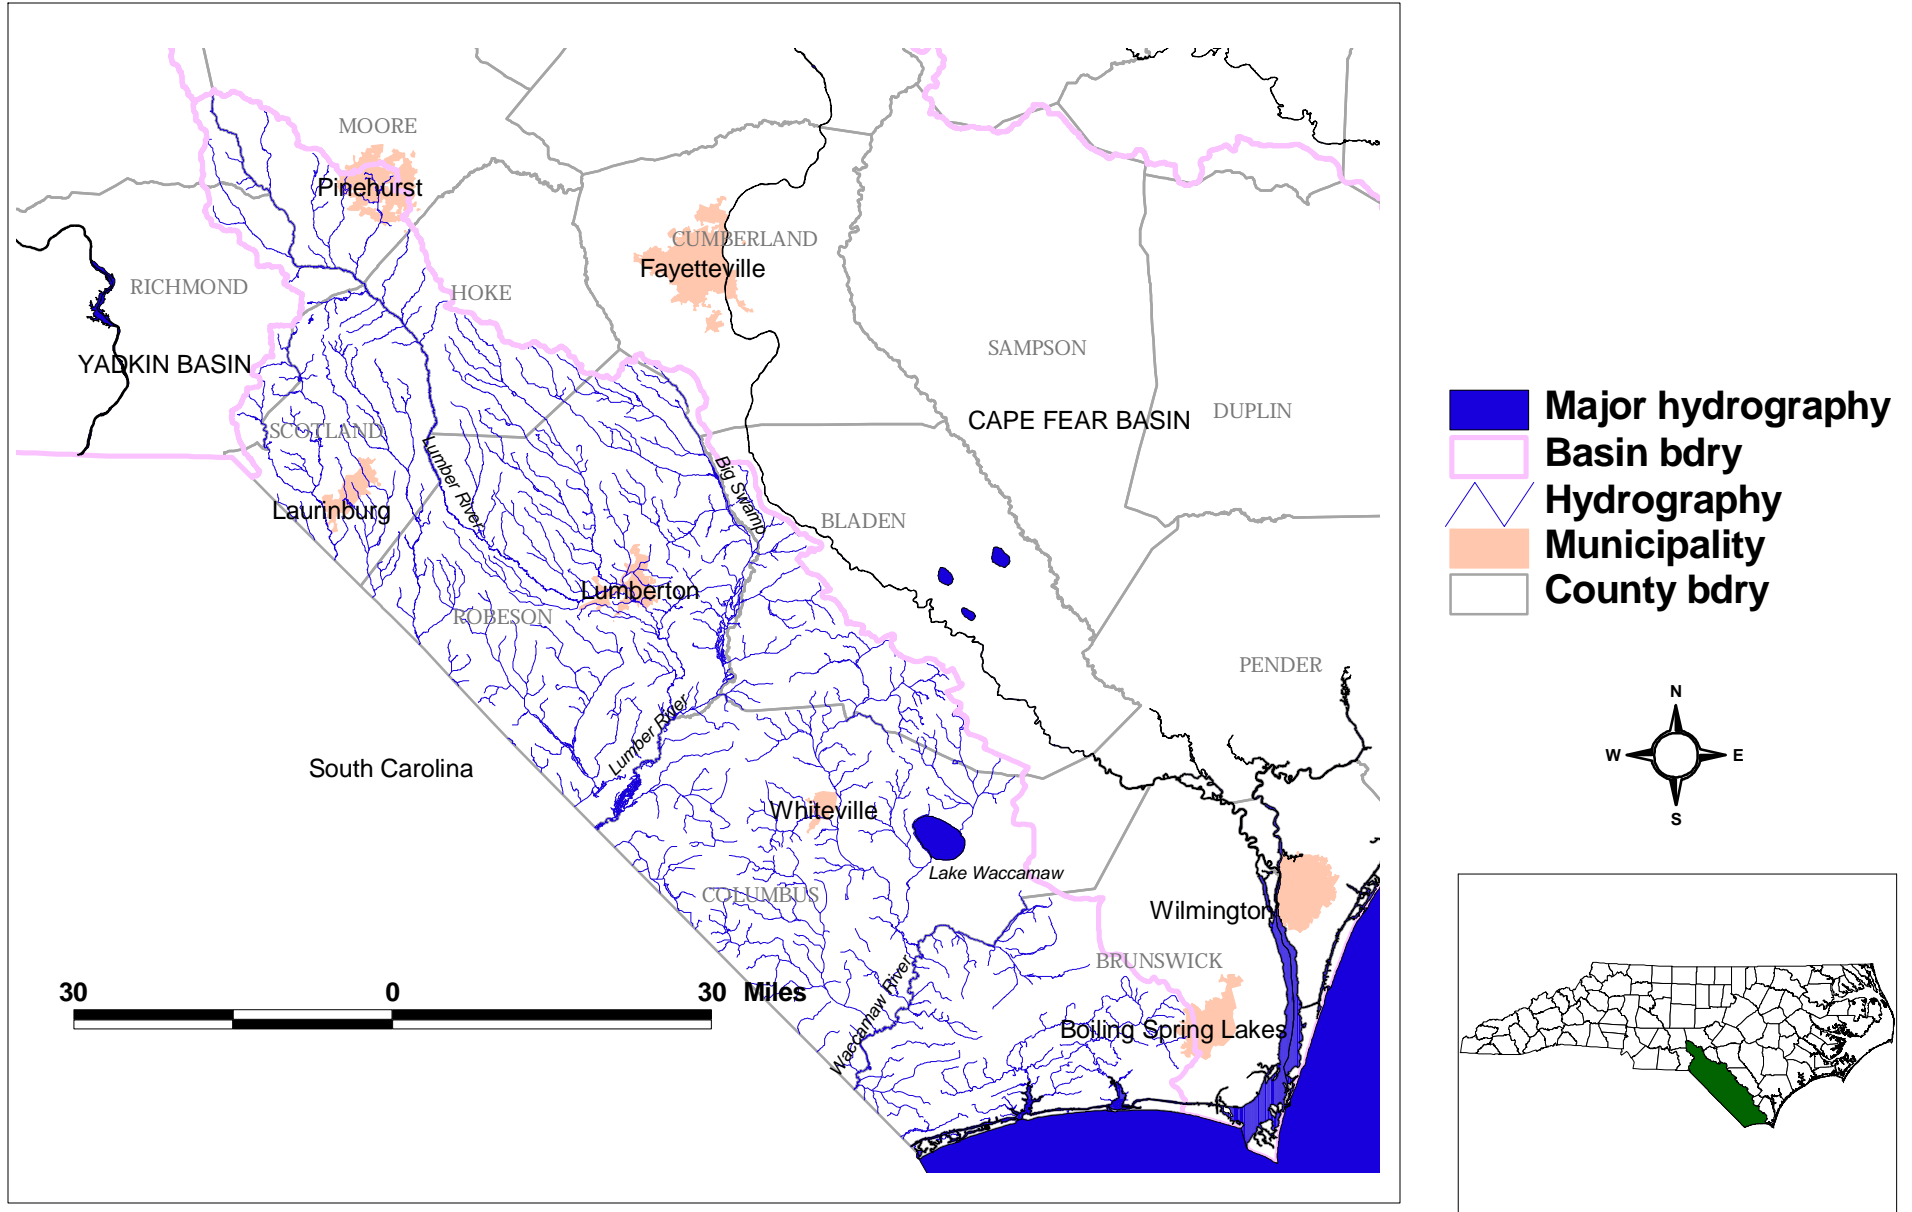 MOORE
Pinehurst
CUMBERLAND
Fayetteville
RICHMOND
HOKE
YADKIN BASIN
SAMPSON
CAPE FEAR BASIN
DUPLIN
SCOTLAND
Lumber River
Big Swamp
Laurinburg
BLADEN
Lumberton
ROBESON
PENDER
Lumber River
South Carolina
Whiteville
Lake Waccamaw
COLUMBUS
Wilmington
BRUNSWICK
Waccamaw River
Boiling Spring Lakes
30 0 30 Miles
Major hydrography
Basin bdry
Hydrography
Municipality
County bdry
N
W E
S